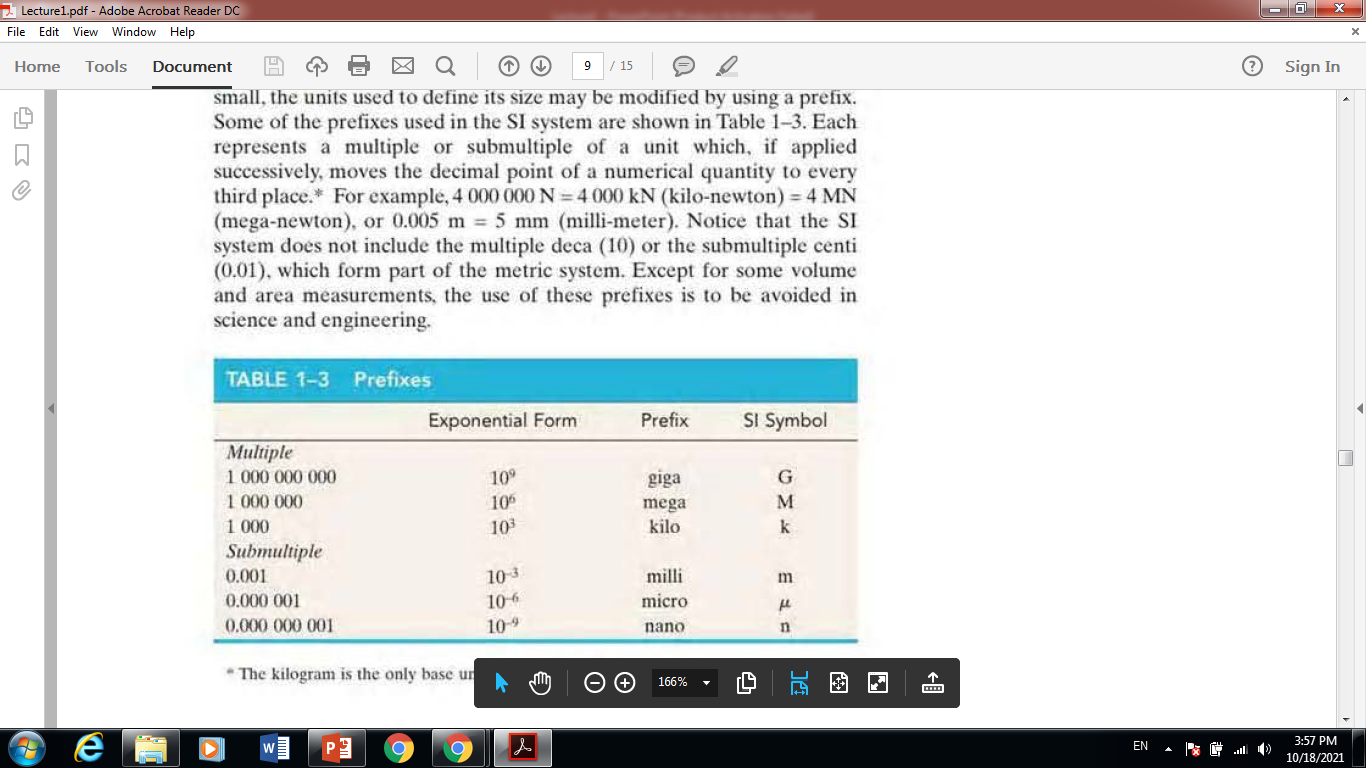 Lecture1.pdf - Adobe Acrobat Reader DC
File Edit View Window Help
Home Tools Document 9 / 15 Sign In
small, the units used to define its size may be modified by using a prefix.
Some of the prefixes used in the SI system are shown in Table 1–3. Each
represents a multiple or submultiple of a unit which, if applied
successively, moves the decimal point of a numerical quantity to every
third place.* For example, 4 000 000 N = 4 000 kN (kilo-newton) = 4 MN
(mega-newton), or 0.005 m = 5 mm (milli-meter). Notice that the SI
system does not include the multiple deca (10) or the submultiple centi
(0.01), which form part of the metric system. Except for some volume
and area measurements, the use of these prefixes is to be avoided in
science and engineering.
TABLE 1–3 Prefixes
Exponential Form Prefix SI Symbol
Multiple
1 000 000 000 10⁹ giga G
1 000 000 10⁶ mega M
1 000 10³ kilo k
Submultiple
0.001 10⁻³ milli m
0.000 001 10⁻⁶ micro μ
0.000 000 001 10⁻⁹ nano n
* The kilogram is the only base
166%
EN 3:57 PM
10/18/2021